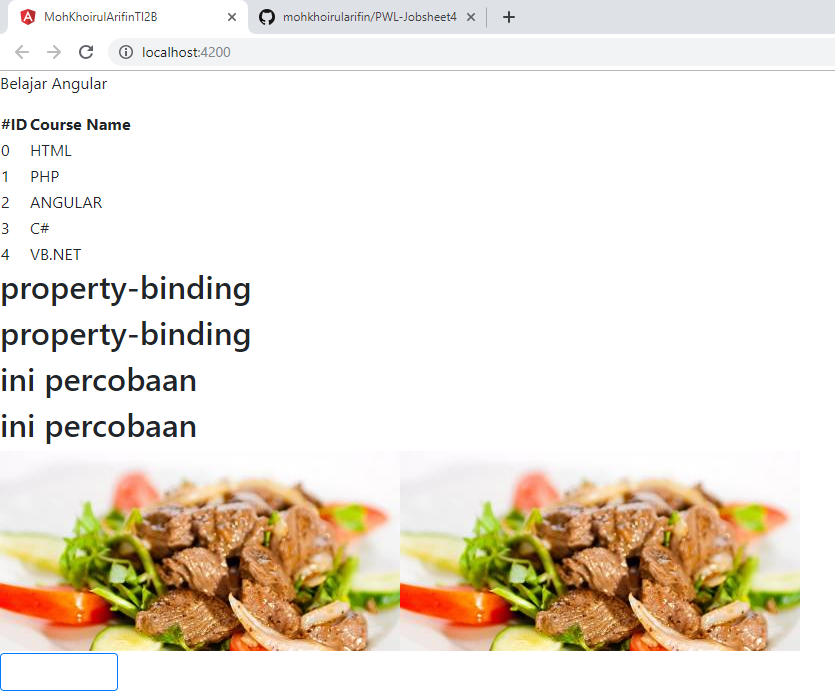 MohKhoirulArifinTI2B
mohkhoirularifin/PWL-Jobsheet4
localhost:4200
Belajar Angular
#ID Course Name
0 HTML
1 PHP
2 ANGULAR
3 C#
4 VB.NET
property-binding
property-binding
ini percobaan
ini percobaan